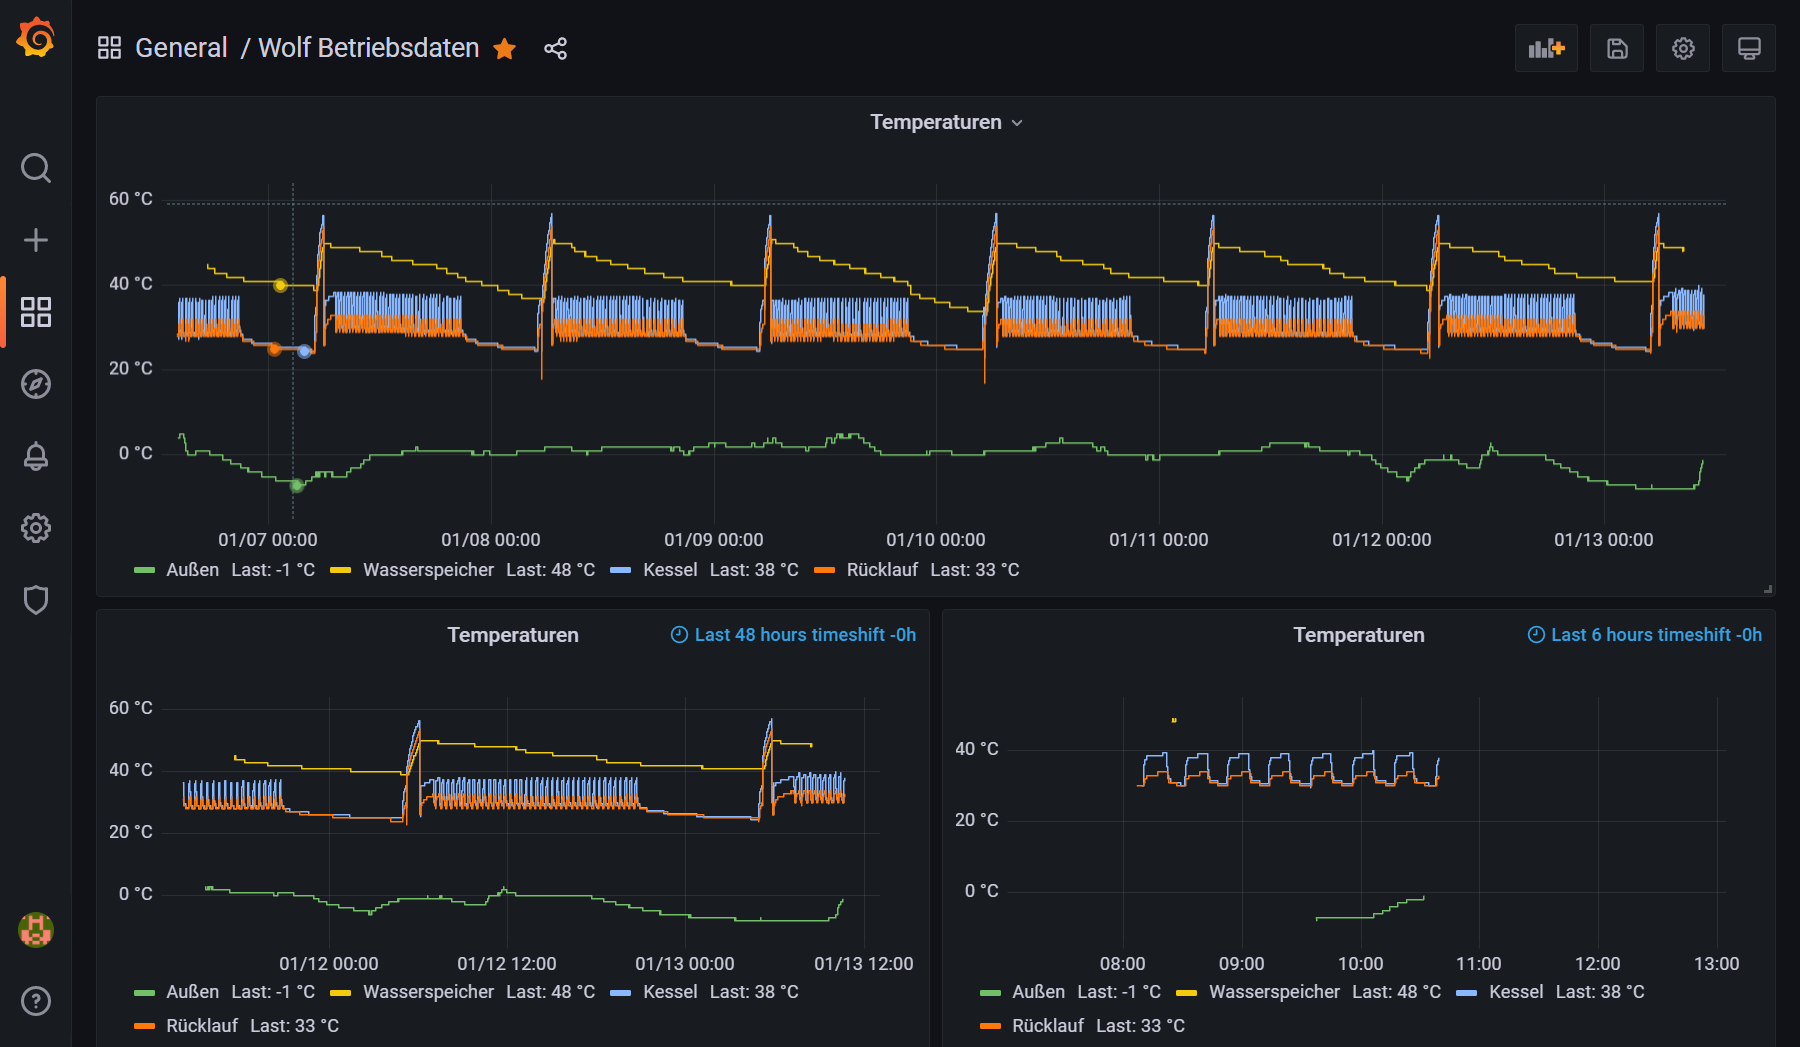 General / Wolf Betriebsdaten
Temperaturen
60 °C
40 °C
20 °C
0 °C
01/07 00:00 01/08 00:00 01/09 00:00 01/10 00:00 01/11 00:00 01/12 00:00 01/13 00:00
Außen Last: -1 °C Wasserspeicher Last: 48 °C Kessel Last: 38 °C Rücklauf Last: 33 °C
Temperaturen Last 48 hours timeshift -0h
60 °C
40 °C
20 °C
0 °C
01/12 00:00 01/12 12:00 01/13 00:00 01/13 12:00
Außen Last: -1 °C Wasserspeicher Last: 48 °C Kessel Last: 38 °C
Rücklauf Last: 33 °C
Temperaturen Last 6 hours timeshift -0h
40 °C
20 °C
0 °C
08:00 09:00 10:00 11:00 12:00 13:00
Außen Last: -1 °C Wasserspeicher Last: 48 °C Kessel Last: 38 °C
Rücklauf Last: 33 °C